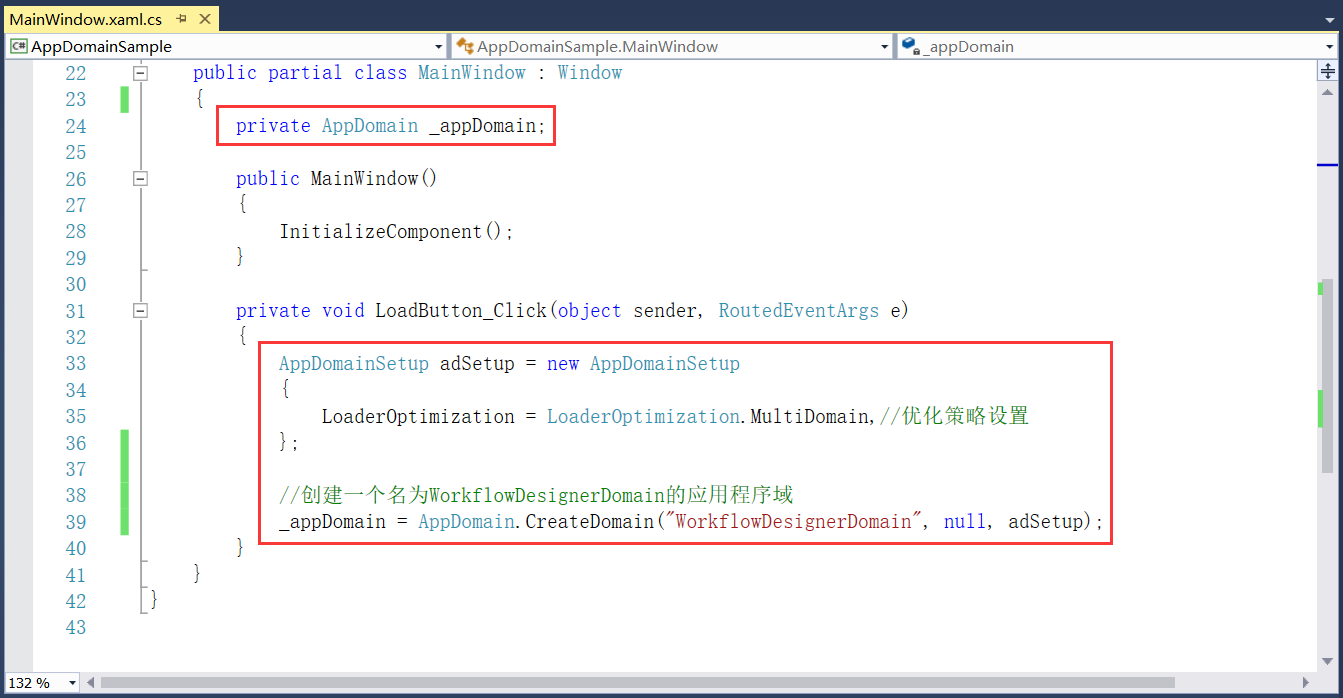 MainWindow.xaml.cs
AppDomainSample AppDomainSample.MainWindow _appDomain
22 public partial class MainWindow : Window
23 {
24 private AppDomain _appDomain;
25
26 public MainWindow()
27 {
28 InitializeComponent();
29 }
30
31 private void LoadButton_Click(object sender, RoutedEventArgs e)
32 {
33 AppDomainSetup adSetup = new AppDomainSetup
34 {
35 LoaderOptimization = LoaderOptimization.MultiDomain,//优化策略设置
36 };
37
38 //创建一个名为WorkflowDesignerDomain的应用程序域
39 _appDomain = AppDomain.CreateDomain("WorkflowDesignerDomain", null, adSetup);
40 }
41 }
42 }
43
132 %